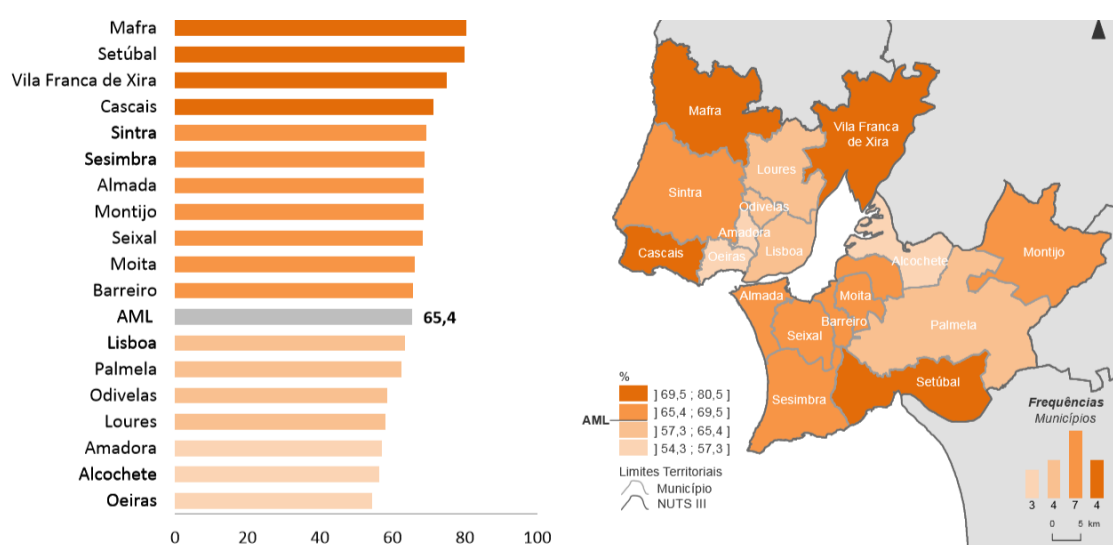 Mafra
Setúbal
Vila Franca de Xira
Cascais
Sintra
Sesimbra
Almada
Montijo
Seixal
Moita
Barreiro
AML 65,4
Lisboa
Palmela
Odivelas
Loures
Amadora
Alcochete
Oeiras
0 20 40 60 80 100
Mafra
Vila Franca
de Xira
Loures
Sintra
Odivelas
Amadora
Cascais
Oeiras
Lisboa
Alcochete
Montijo
Almada
Moita
Barreiro
Seixal
Palmela
Setúbal
Sesimbra
%
] 69,5 ; 80,5 ]
] 65,4 ; 69,5 ]
AML
] 57,3 ; 65,4 ]
] 54,3 ; 57,3 ]
Limites Territoriais
Município
NUTS III
Frequências
Municípios
3 4 7 4
0 5 km